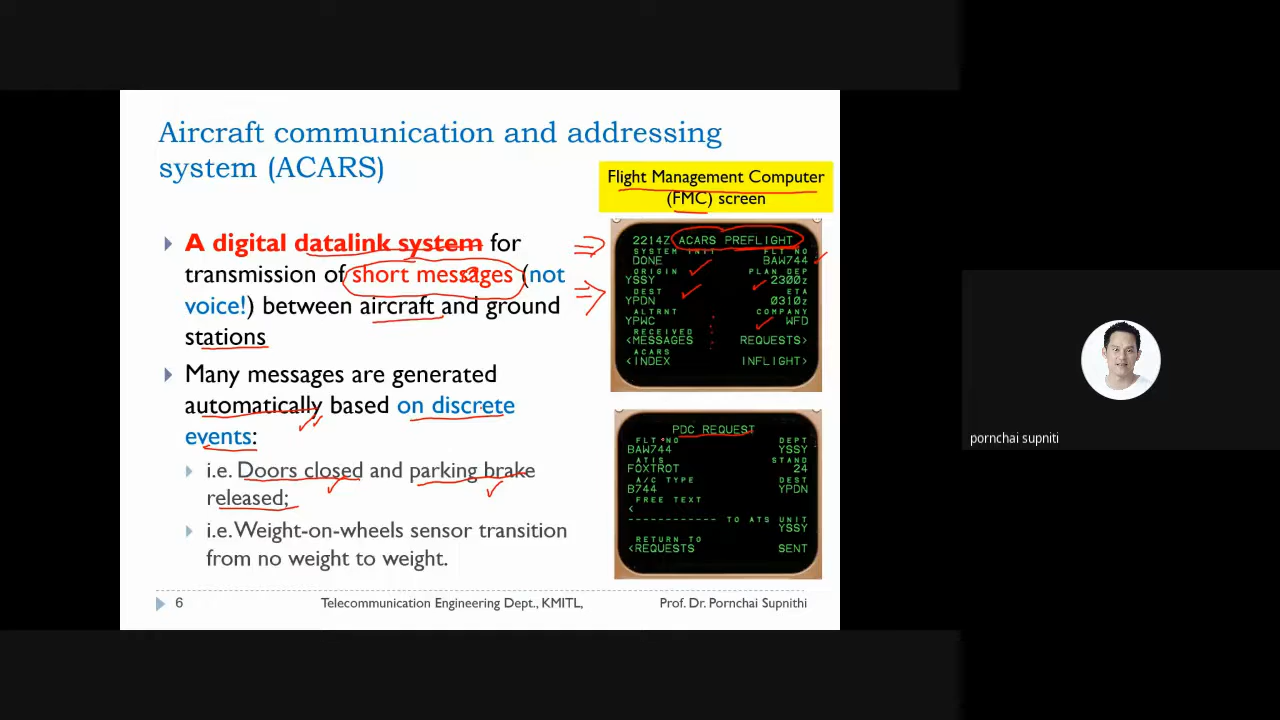 Aircraft communication and addressing
system (ACARS)
Flight Management Computer
(FMC) screen
A digital datalink system for
transmission of short messages (not
voice!) between aircraft and ground
stations
Many messages are generated
automatically based on discrete
events:
i.e. Doors closed and parking brake
released;
i.e. Weight-on-wheels sensor transition
from no weight to weight.
2214Z ACARS PREFLIGHT
SYSTEM INIT FLT NO
DONE BAW744
ORIGIN PLAN DEP
YSSY 2300z
DEST ETA
YPDN 0310z
ALTRNT COMPANY
YPWC WFD
RECEIVED
<MESSAGES REQUESTS>
ACARS
<INDEX INFLIGHT>
PDC REQUEST
FLT NO DEPT
BAW744 YSSY
ATIS STAND
FOXTROT 24
A/C TYPE DEST
B744 YPDN
FREE TEXT
<
------------ TO ATS UNIT
YSSY
RETURN TO
<REQUESTS SENT
6 Telecommunication Engineering Dept., KMITL, Prof. Dr. Pornchai Supnithi
pornchai supniti